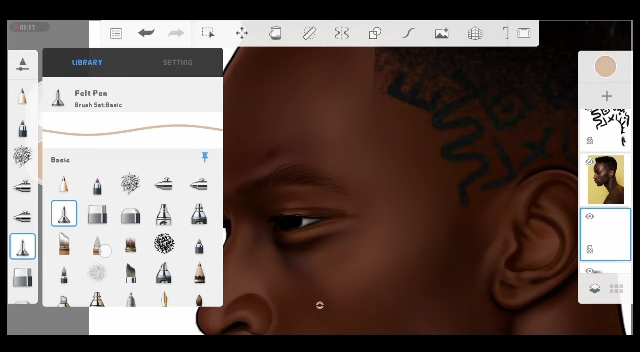 01:17
LIBRARY
SETTING
Felt Pen
Brush Set:Basic
Basic
T